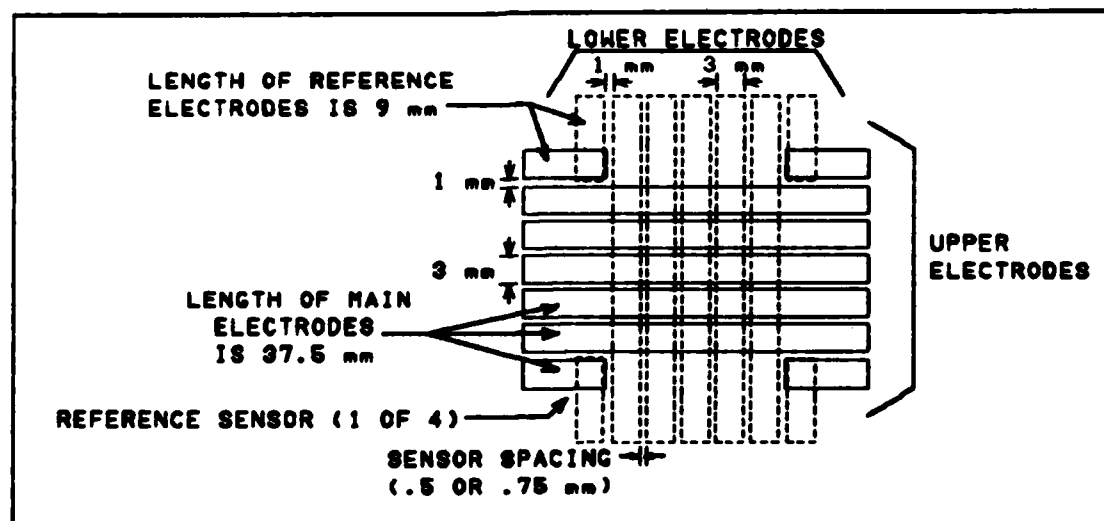 LOWER ELECTRODES
1 mm
3 mm
LENGTH OF REFERENCE
ELECTRODES IS 9 mm
1 mm
3 mm
UPPER
ELECTRODES
LENGTH OF MAIN
ELECTRODES
IS 37.5 mm
REFERENCE SENSOR (1 OF 4)
SENSOR SPACING
(.5 OR .75 mm)